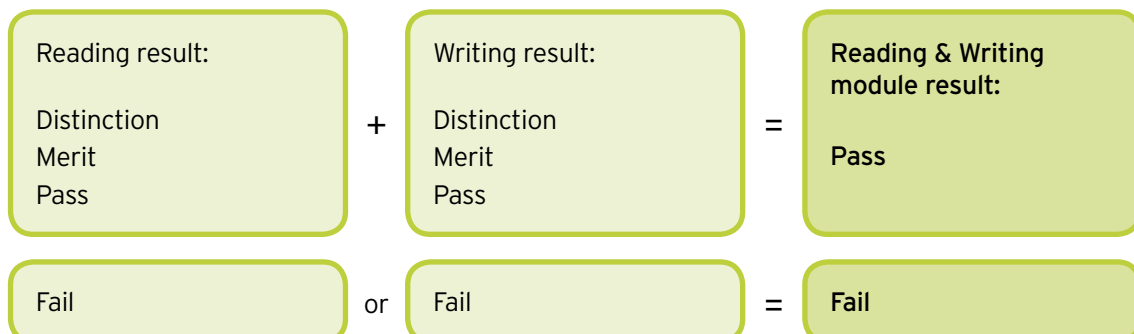 Reading result:
Distinction
Merit
Pass
+
Writing result:
Distinction
Merit
Pass
=
Reading & Writing
module result:
Pass
Fail
or
Fail
=
Fail